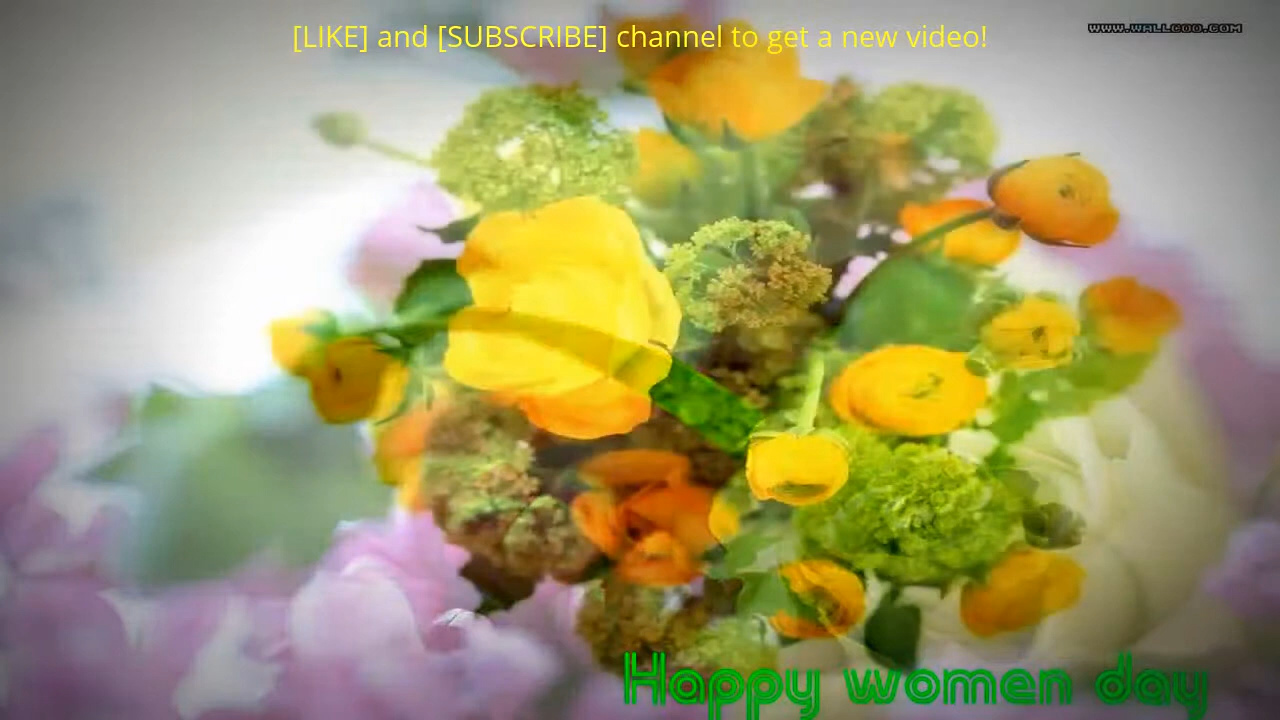 [LIKE] and [SUBSCRIBE] channel to get a new video!
WWW.WALLCOO.COM
Happy women day